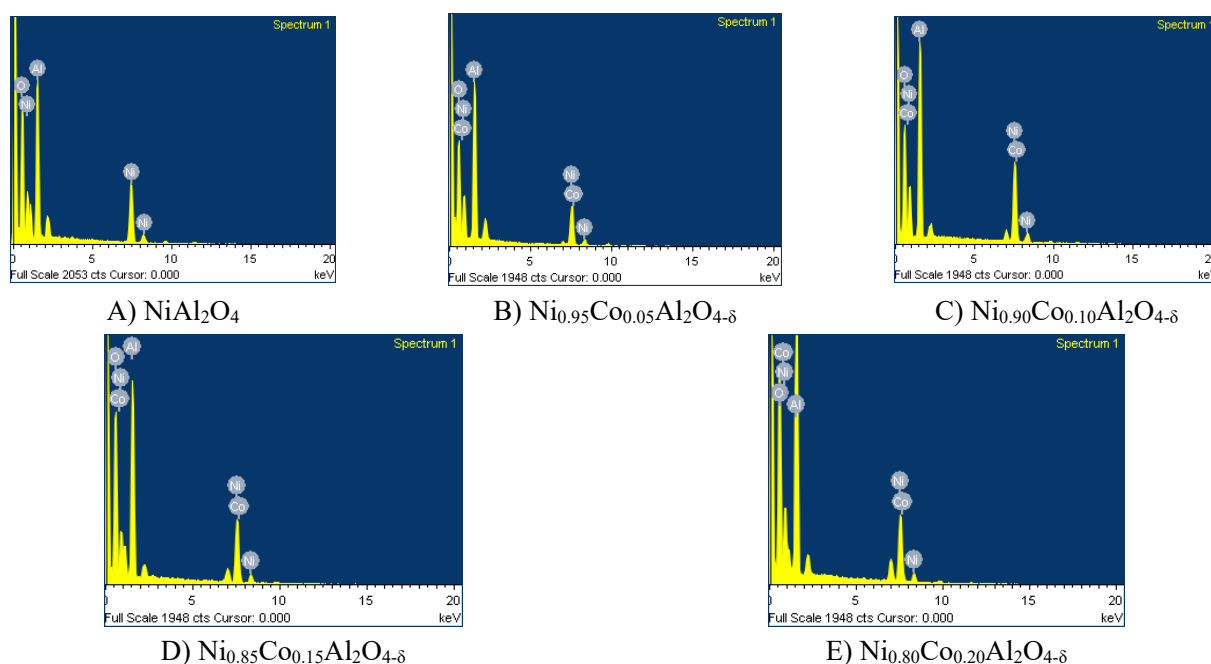 Spectrum 1
Al
O
Ni
Ni
Ni
0 5 10 15 20
Full Scale 2053 cts Cursor: 0.000 keV
A) NiAl₂O₄
Spectrum 1
Al
O
Ni
Co
Ni
Co
Ni
0 5 10 15 20
Full Scale 1948 cts Cursor: 0.000 keV
B) Ni₀.₉₅Co₀.₀₅Al₂O₄₋δ
Spectrum 1
Al
O
Ni
Co
Ni
Co
Ni
0 5 10 15 20
Full Scale 1948 cts Cursor: 0.000 keV
C) Ni₀.₉₀Co₀.₁₀Al₂O₄₋δ
Spectrum 1
Al
O
Ni
Co
Ni
Co
Ni
0 5 10 15 20
Full Scale 1948 cts Cursor: 0.000 keV
D) Ni₀.₈₅Co₀.₁₅Al₂O₄₋δ
Spectrum 1
Co
Ni
O
Al
Ni
Co
Ni
0 5 10 15 20
Full Scale 1948 cts Cursor: 0.000 keV
E) Ni₀.₈₀Co₀.₂₀Al₂O₄₋δ